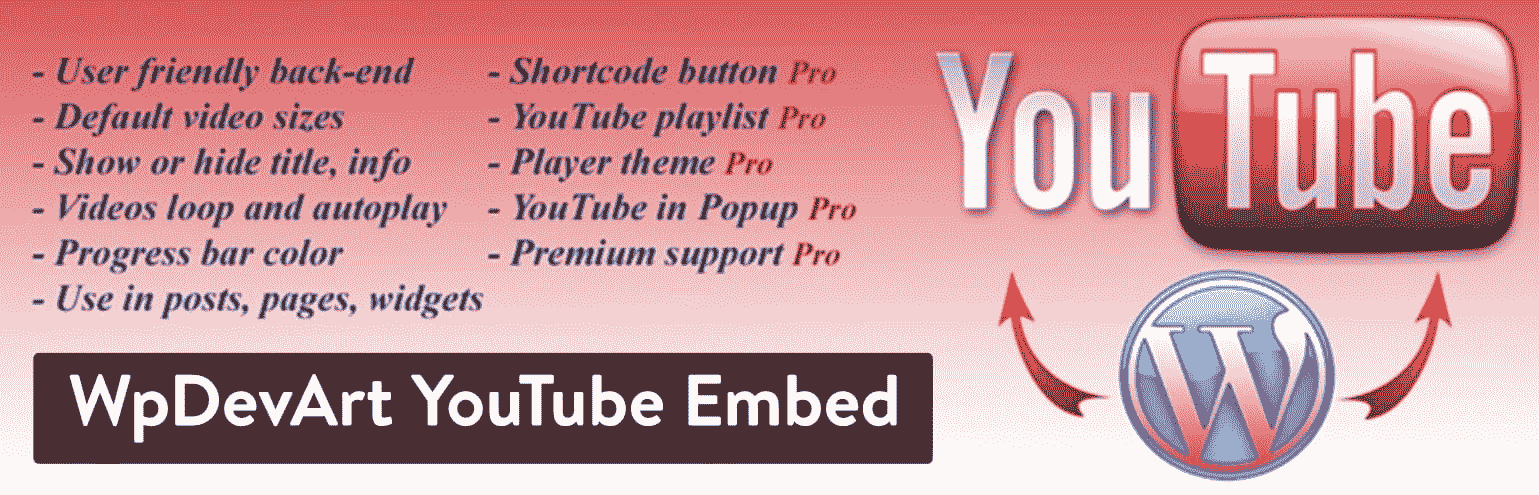 - User friendly back-end
- Default video sizes
- Show or hide title, info
- Videos loop and autoplay
- Progress bar color
- Use in posts, pages, widgets
- Shortcode button Pro
- YouTube playlist Pro
- Player theme Pro
- YouTube in Popup Pro
- Premium support Pro
YouTube
W
WpDevArt YouTube Embed